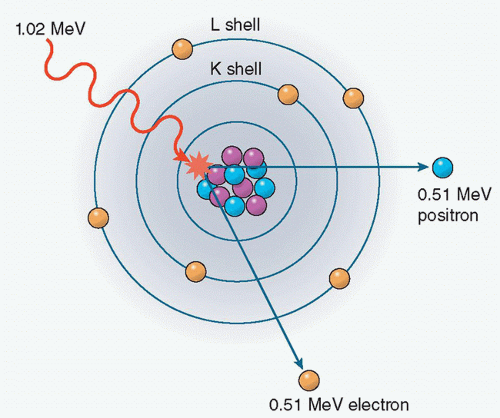 1.02 MeV
L shell
K shell
0.51 MeV
positron
0.51 MeV electron